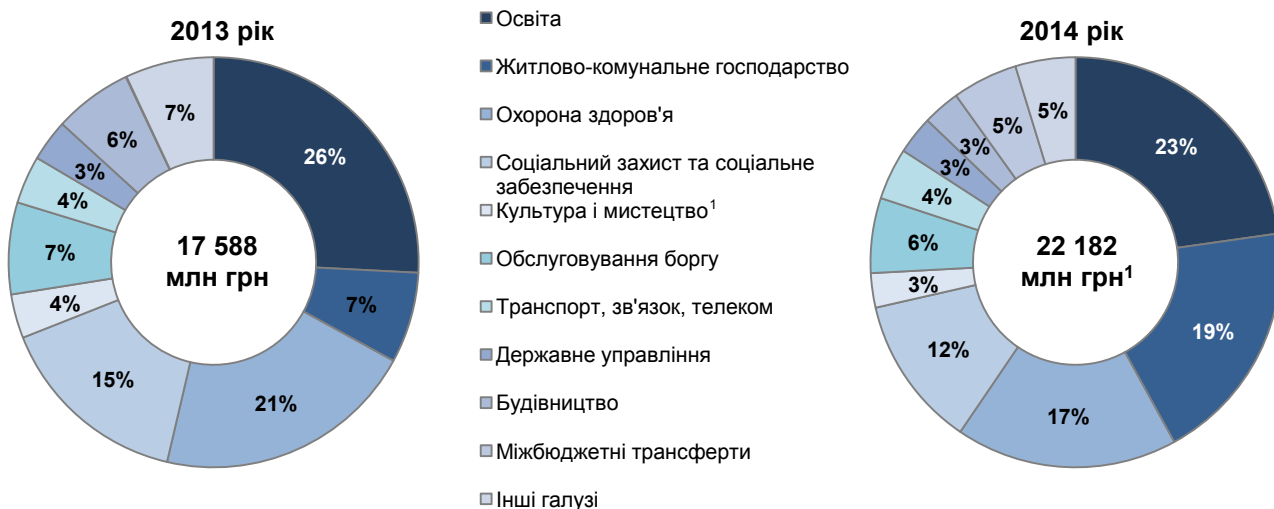 2013 рік
26%
7%
21%
15%
4%
7%
4%
3%
6%
7%
17 588
млн грн
Освіта
Житлово-комунальне господарство
Охорона здоров'я
Соціальний захист та соціальне
забезпечення
Культура і мистецтво¹
Обслуговування боргу
Транспорт, зв'язок, телеком
Державне управління
Будівництво
Міжбюджетні трансферти
Інші галузі
2014 рік
23%
19%
17%
12%
3%
6%
4%
3%
3%
5%
5%
22 182
млн грн¹